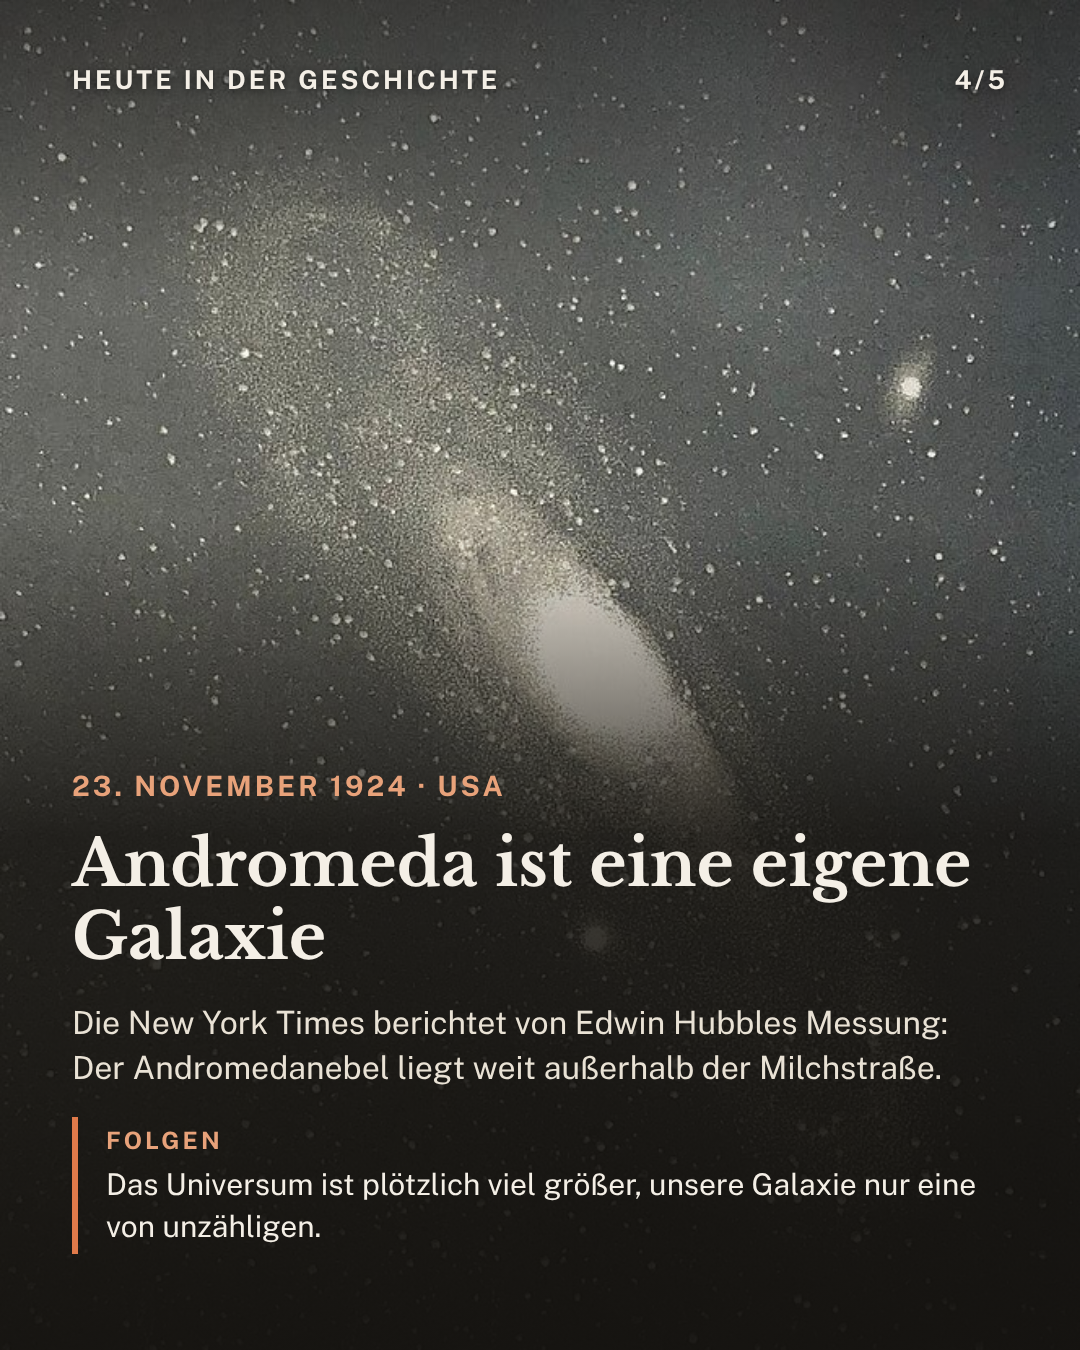 HEUTE IN DER GESCHICHTE
4/5
23. NOVEMBER 1924 · USA
Andromeda ist eine eigene
Galaxie
Die New York Times berichtet von Edwin Hubbles Messung:
Der Andromedanebel liegt weit außerhalb der Milchstraße.
FOLGEN
Das Universum ist plötzlich viel größer, unsere Galaxie nur eine
von unzähligen.